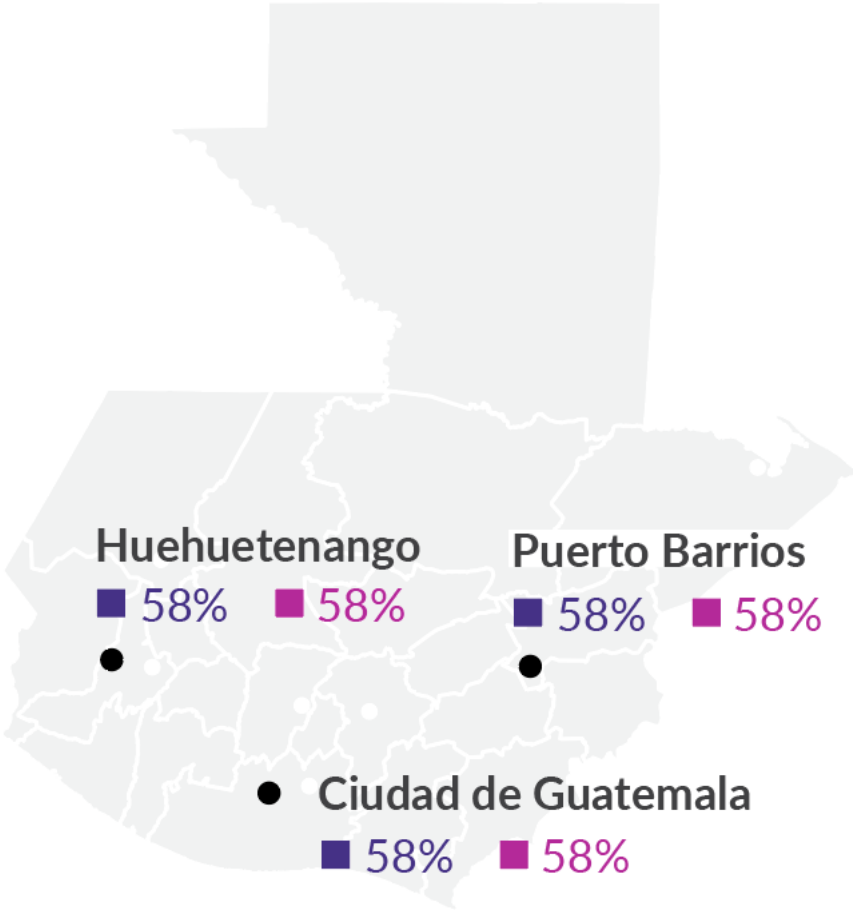 Huehuetenango
58% 58%
Puerto Barrios
58% 58%
Ciudad de Guatemala
58% 58%